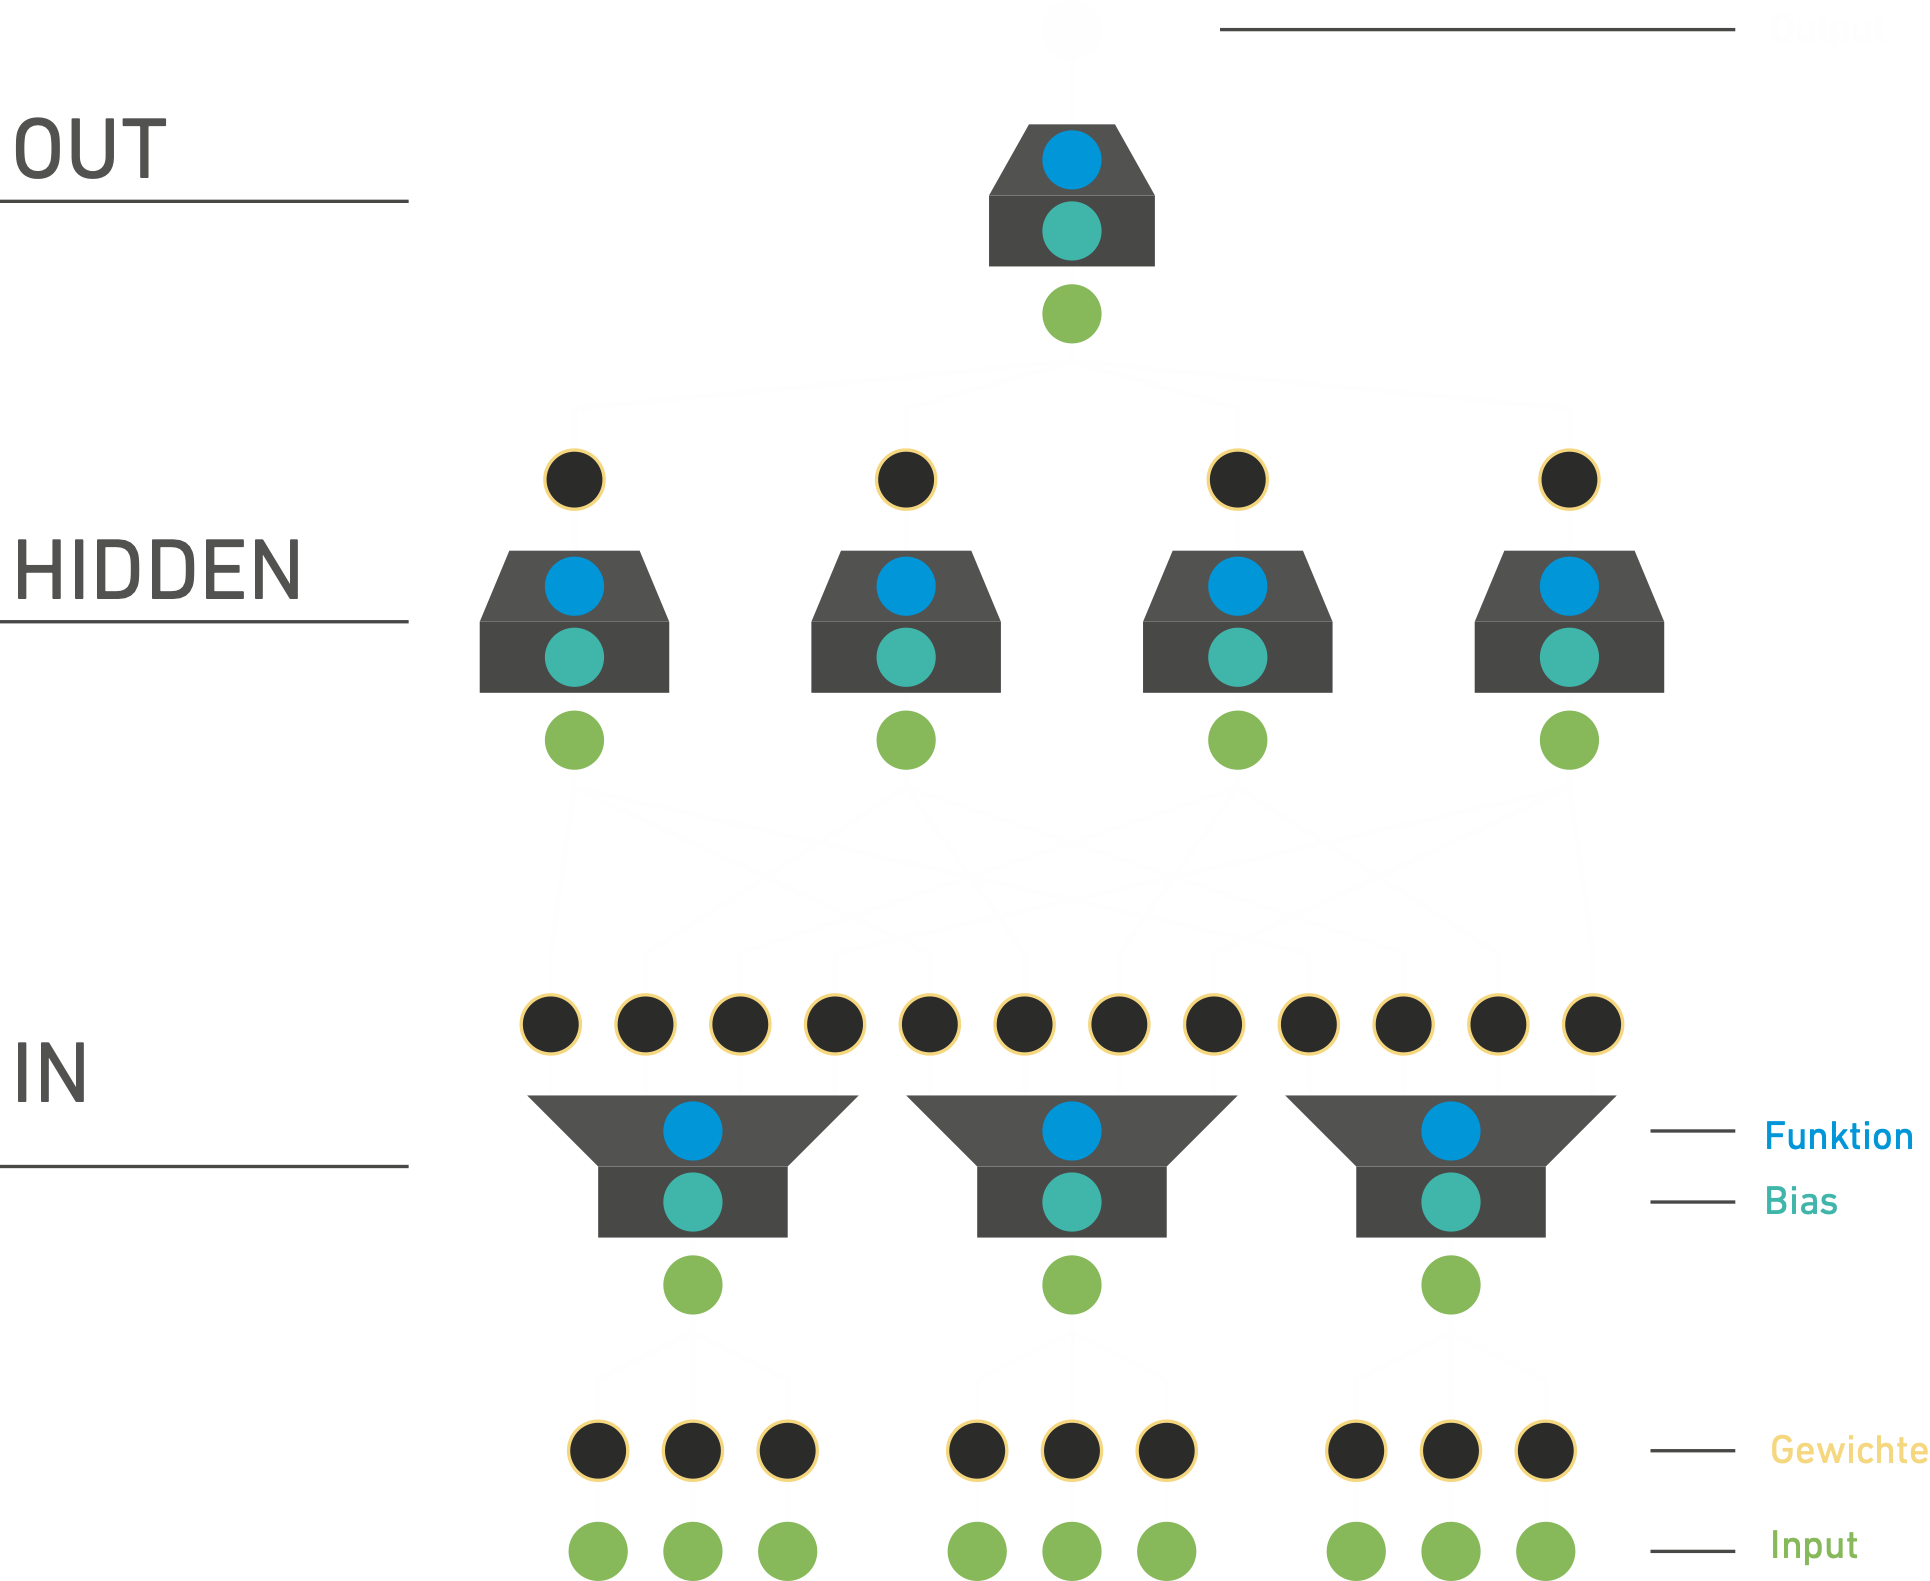 OUT
HIDDEN
IN
Funktion
Bias
Gewichte
Input